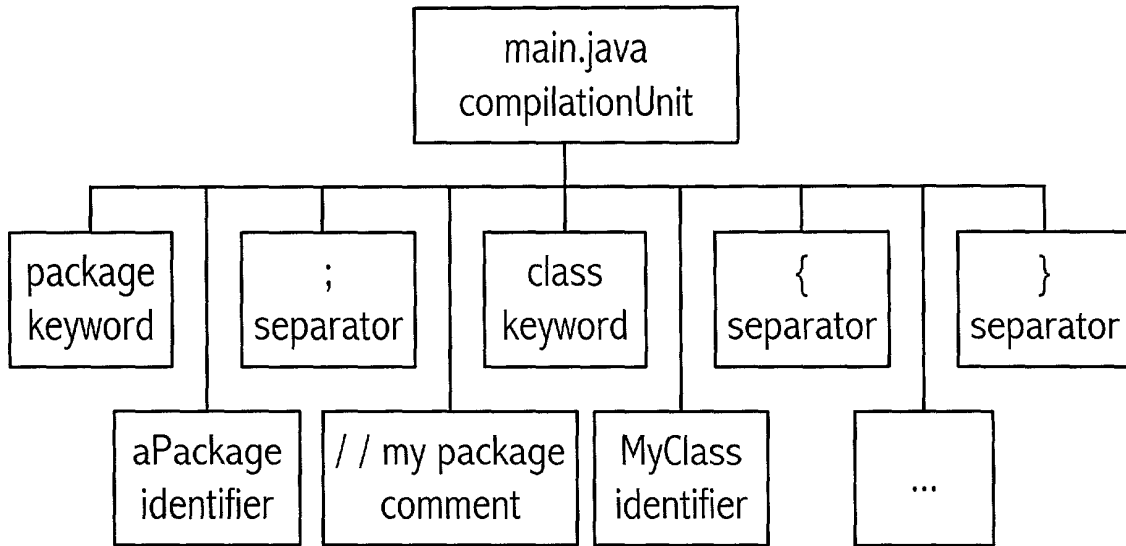 main.java
compilationUnit
package
keyword
;
separator
class
keyword
{
separator
}
separator
aPackage
identifier
/ / my package
comment
MyClass
identifier
...